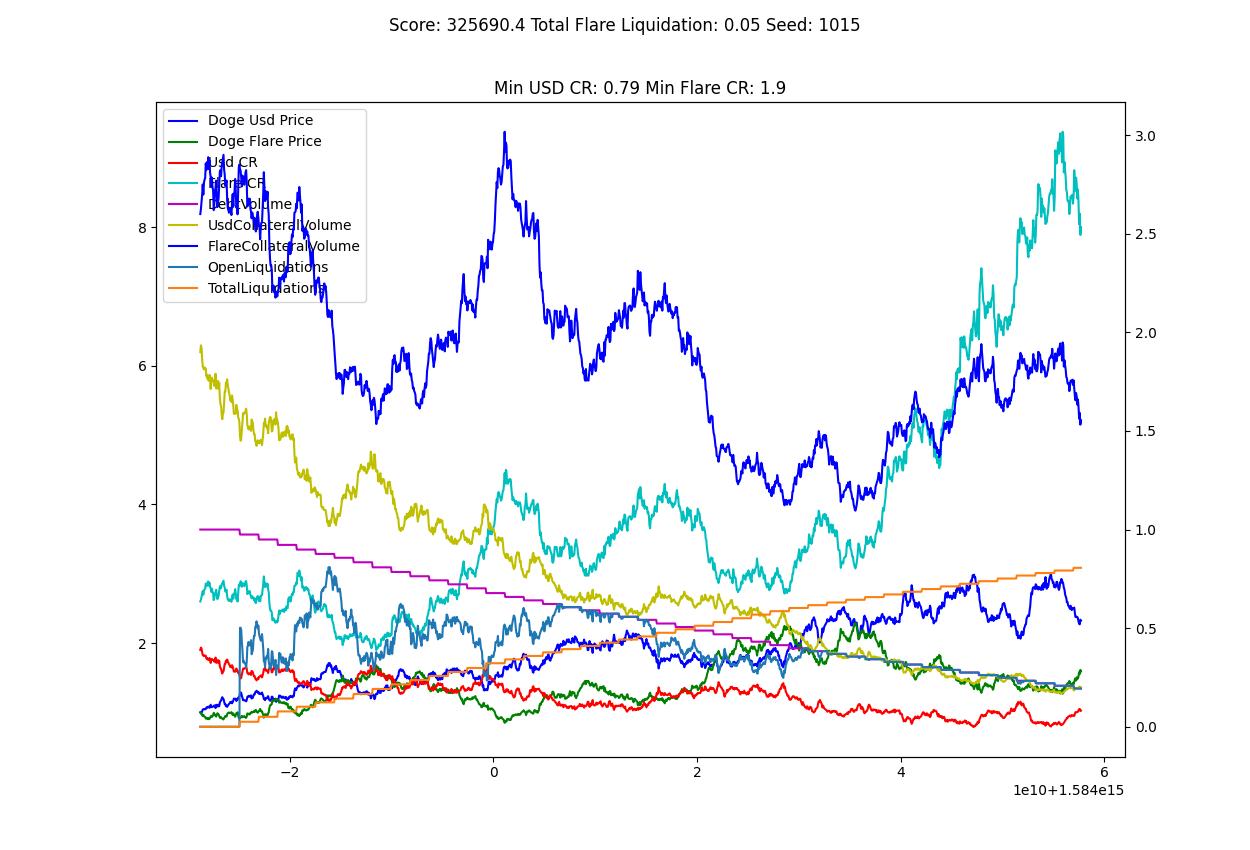 Score: 325690.4 Total Flare Liquidation: 0.05 Seed: 1015
Min USD CR: 0.79 Min Flare CR: 1.9
Doge Usd Price
Doge Flare Price
Usd CR
Flare CR
DebtVolume
UsdCollateralVolume
FlareCollateralVolume
OpenLiquidations
TotalLiquidations
8
6
4
2
3.0
2.5
2.0
1.5
1.0
0.5
0.0
−2 0 2 4 6
1e10+1.584e15